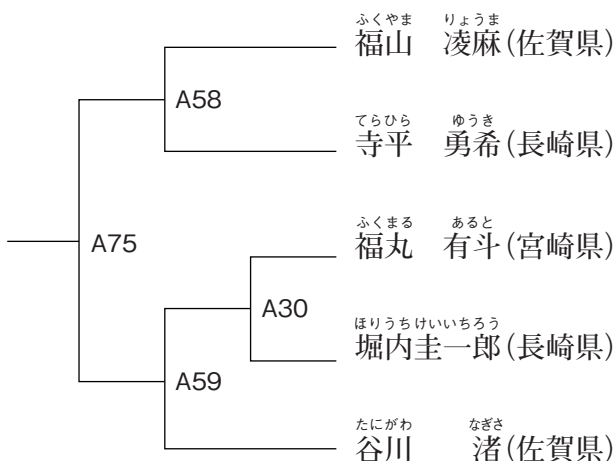 ふくやま りょうま
福山 凌麻(佐賀県)
A58
てらひら ゆうき
寺平 勇希(長崎県)
A75
ふくまる あると
福丸 有斗(宮崎県)
A30
ほりうちけいいちろう
堀内圭一郎(長崎県)
A59
たにがわ なぎさ
谷川 渚(佐賀県)